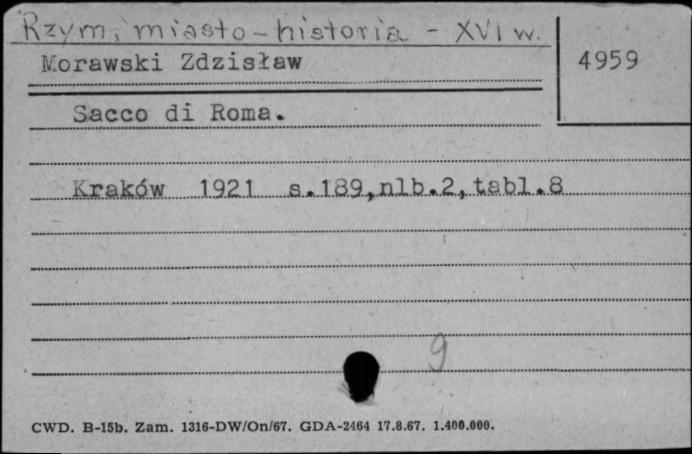 Rzym, miasto - historia - XVI w.
Morawski Zdzisław
4959
Sacco di Roma.
Kraków 1921 s.189,nlb.2,tabl.8
9
CWD. B-15b. Zam. 1316-DW/On/67. GDA-2464 17.8.67. 1.400.000.